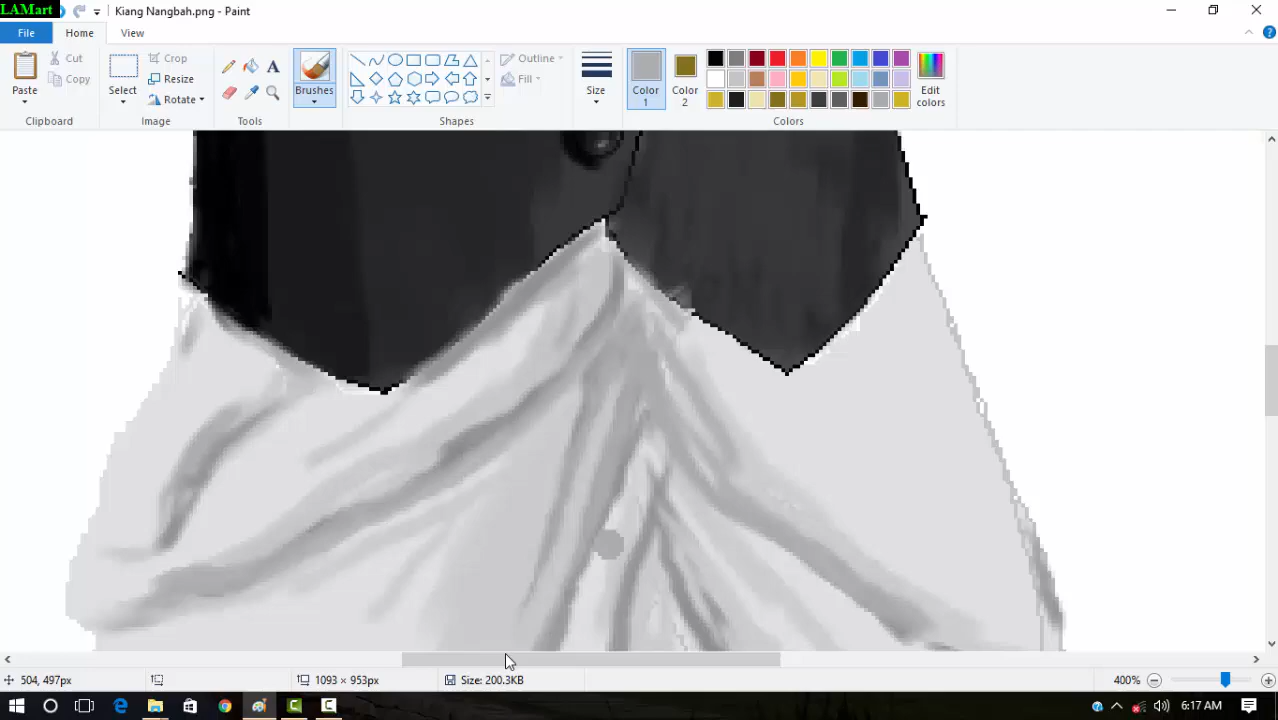 LAMart
Kiang Nangbah.png - Paint
File
Home
View
Paste
Cut
Copy
Clipboard
Select
Crop
Resize
Rotate
Image
A
Tools
Brushes
Outline
Fill
Shapes
Size
Color
1
Color
2
Edit
colors
Colors
504, 497px
1093 × 953px
Size: 200.3KB
400%
6:17 AM